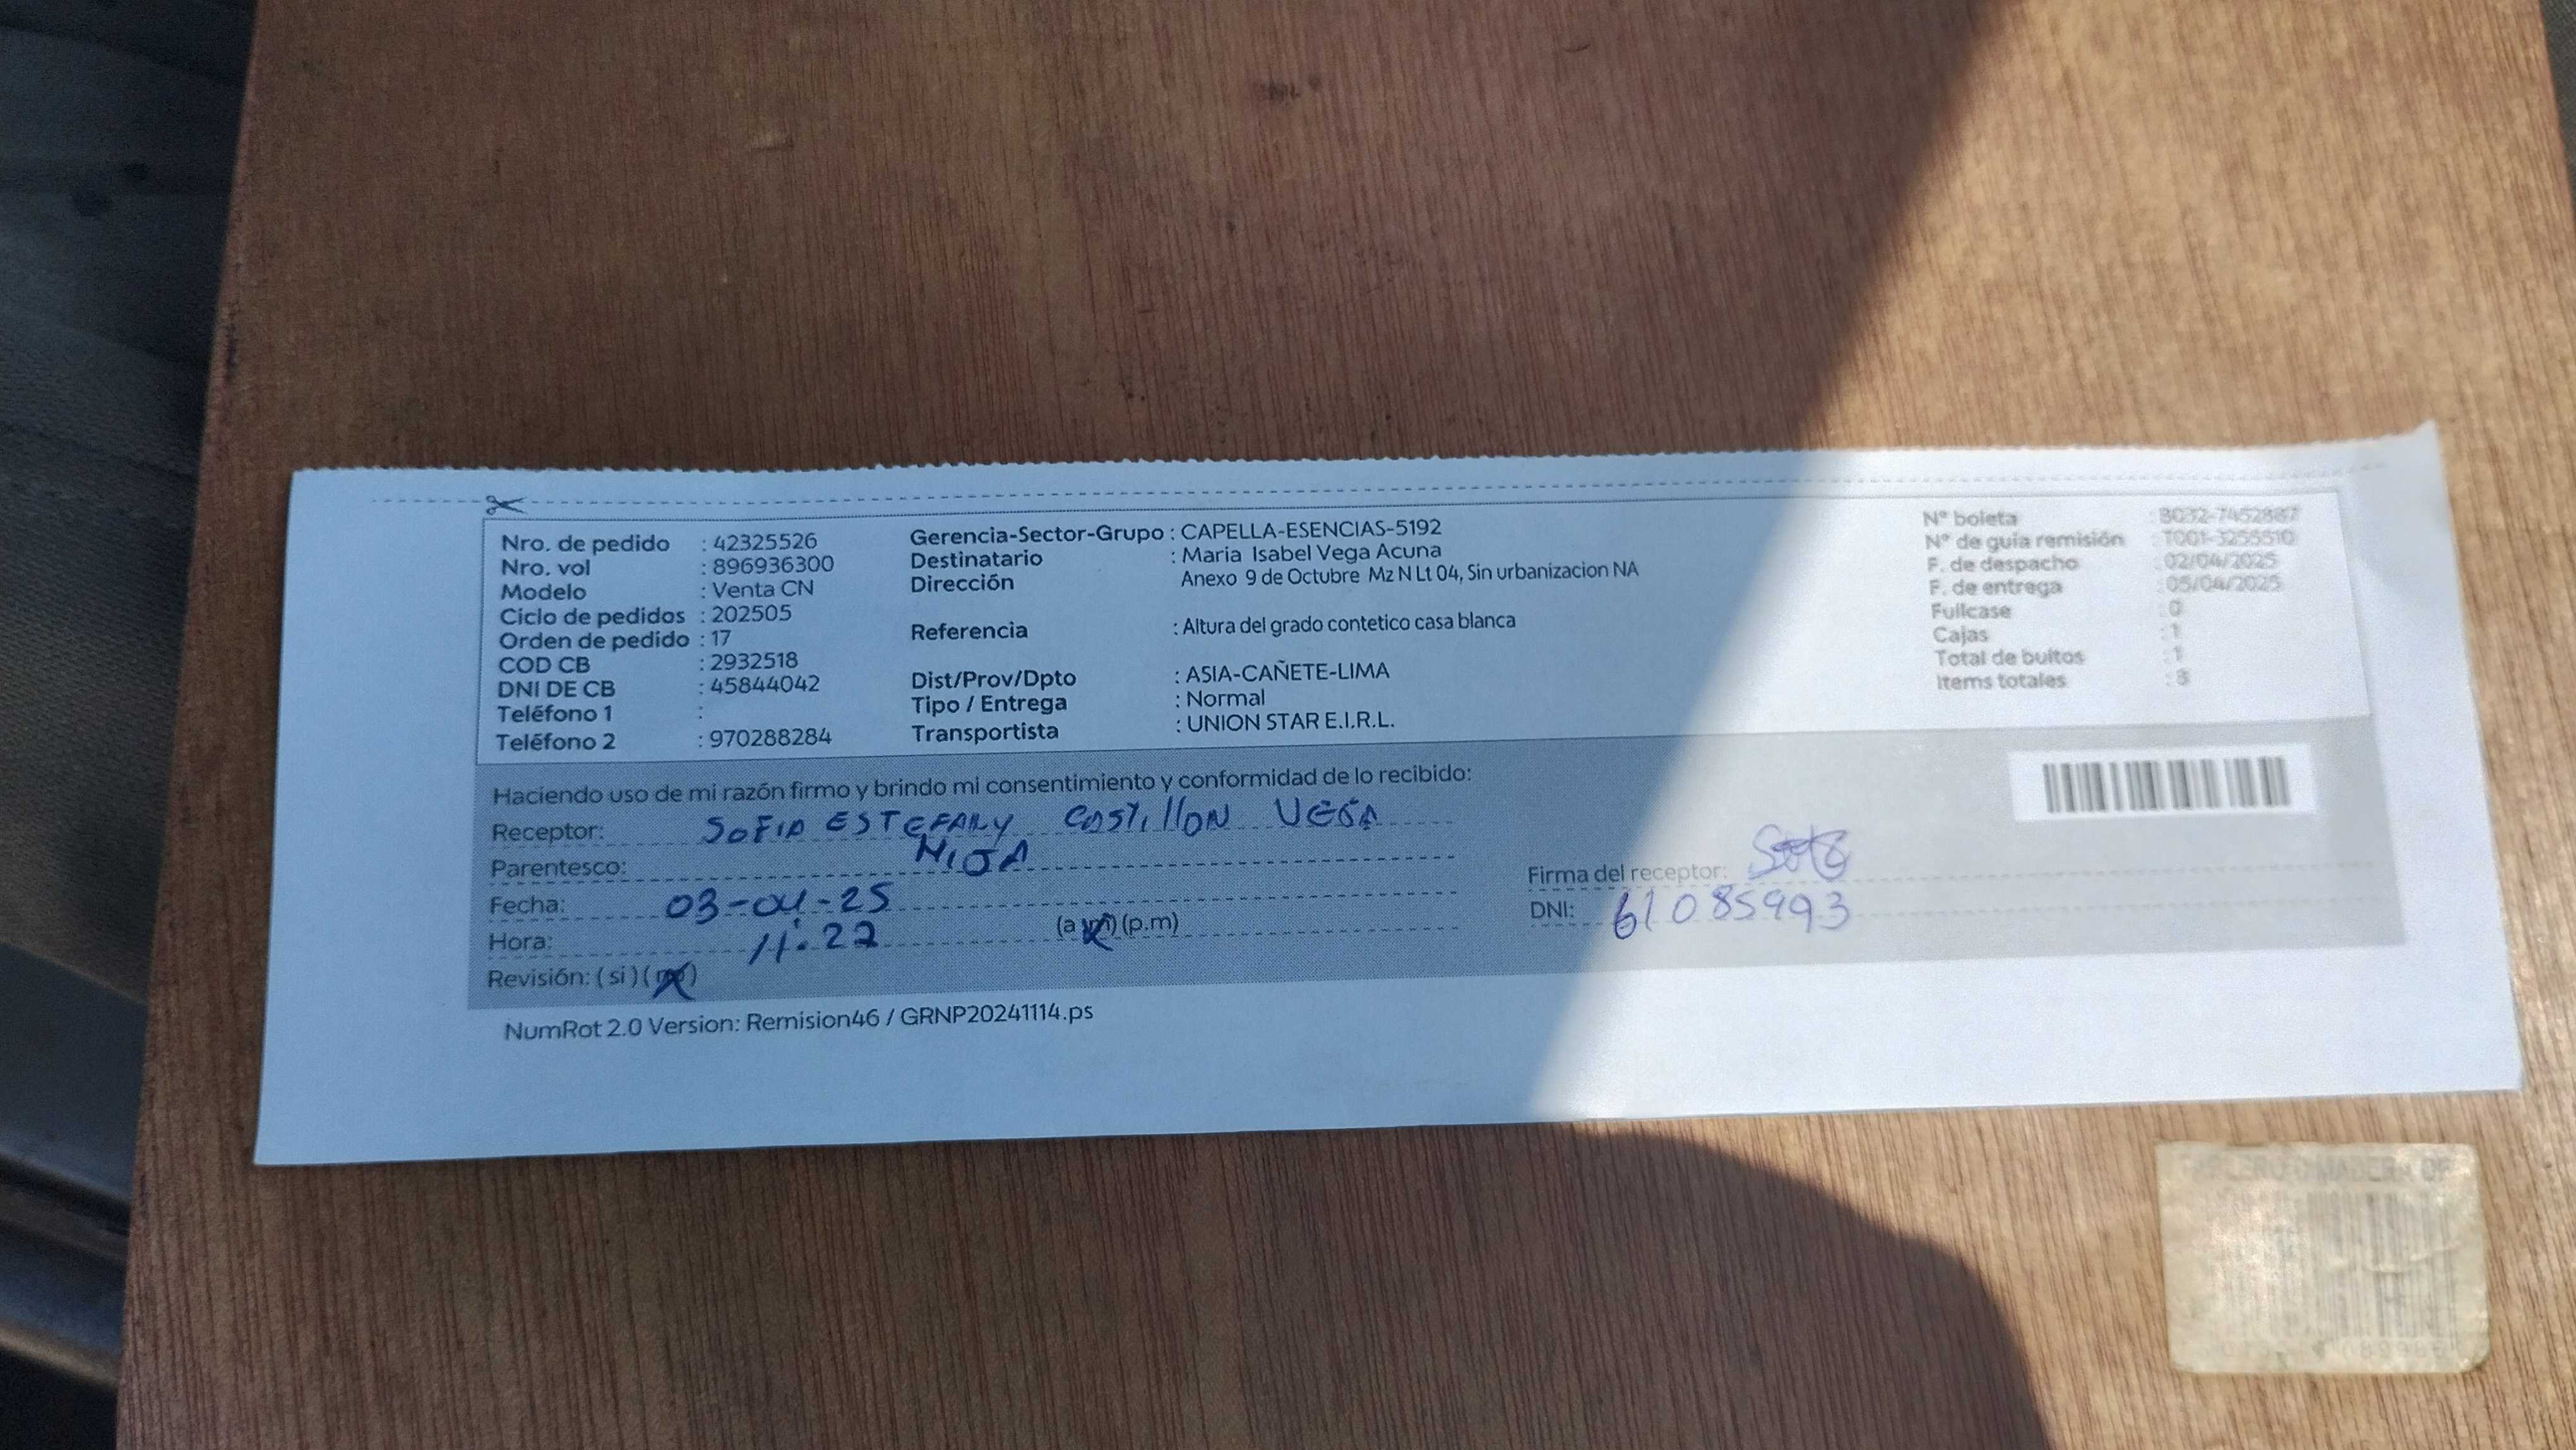 Nro. de pedido : 42325526
Nro. vol : 896936300
Modelo : Venta CN
Ciclo de pedidos : 202505
Orden de pedido : 17
COD CB : 2932518
DNI DE CB : 45844042
Teléfono 1 :
Teléfono 2 : 970288284
Gerencia-Sector-Grupo : CAPELLA-ESENCIAS-5192
Destinatario : Maria Isabel Vega Acuna
Dirección Anexo 9 de Octubre Mz N Lt 04, Sin urbanizacion NA
Referencia : Altura del grado contetico casa blanca
Dist/Prov/Dpto : ASIA-CAÑETE-LIMA
Tipo / Entrega : Normal
Transportista : UNION STAR E.I.R.L.
N° boleta : B032-7452887
N° de guia remisión : T001-3255510
F. de despacho : 02/04/2025
F. de entrega : 05/04/2025
Fullcase : 0
Cajas : 1
Total de bultos : 1
Items totales : 8
Haciendo uso de mi razón firmo y brindo mi consentimiento y conformidad de lo recibido:
Receptor: SOFIA ESTEFANY COSTILLON VEGA
Parentesco: HIJA
Fecha: 03-04-25
Hora: 11:22 (a.m) (p.m)
Revisión: (si) (no)
Firma del receptor:
DNI: 61085993
NumRot 2.0 Version: Remision46 / GRNP20241114.ps